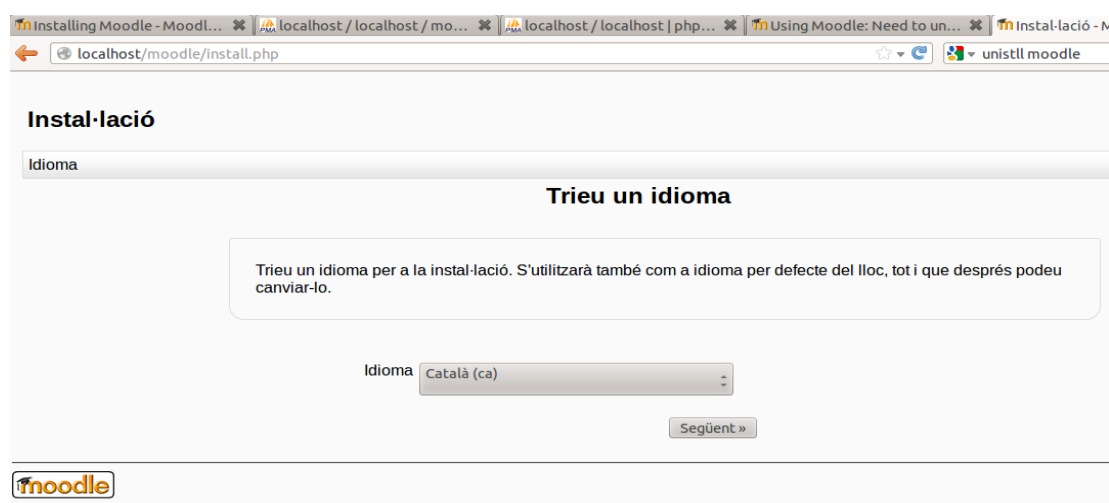 Installing Moodle - Moodl... localhost / localhost / mo... localhost / localhost | php... Using Moodle: Need to un... Instal·lació - M
localhost/moodle/install.php unistll moodle
Instal·lació
Idioma
Trieu un idioma
Trieu un idioma per a la instal·lació. S'utilitzarà també com a idioma per defecte del lloc, tot i que després podeu
canviar-lo.
Idioma Català (ca)
Següent »
moodle